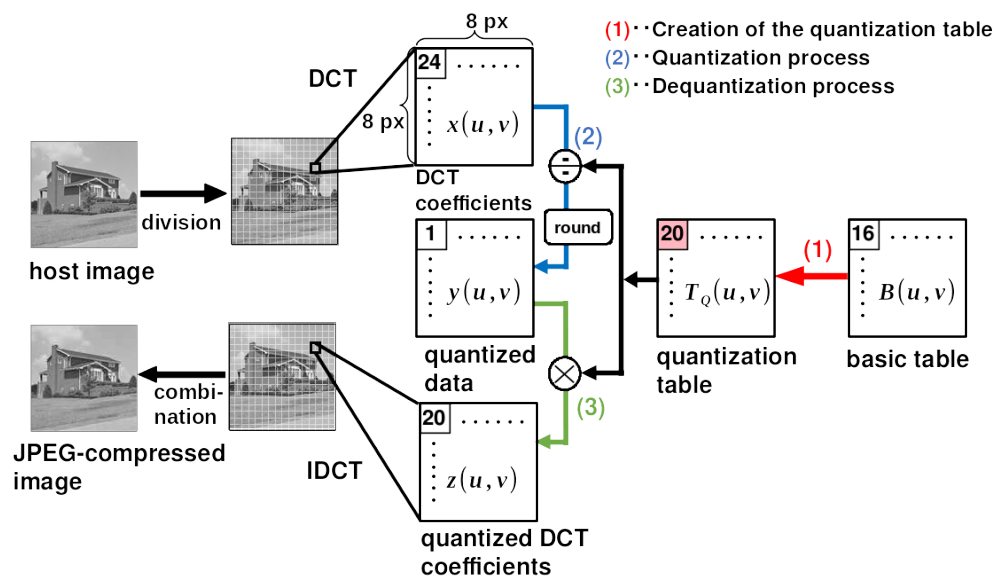 8 px
(1)··Creation of the quantization table
(2)··Quantization process
(3)··Dequantization process
DCT
24 ······
8 px
x(u,v)
(2)
÷
DCT
coefficients
division
host image
round
1 ······
y(u,v)
quantized
data
20 ······
T_Q(u,v)
quantization
table
(1)
16 ······
B(u,v)
basic table
×
(3)
combi-
nation
JPEG-compressed
image
IDCT
20 ······
z(u,v)
quantized DCT
coefficients